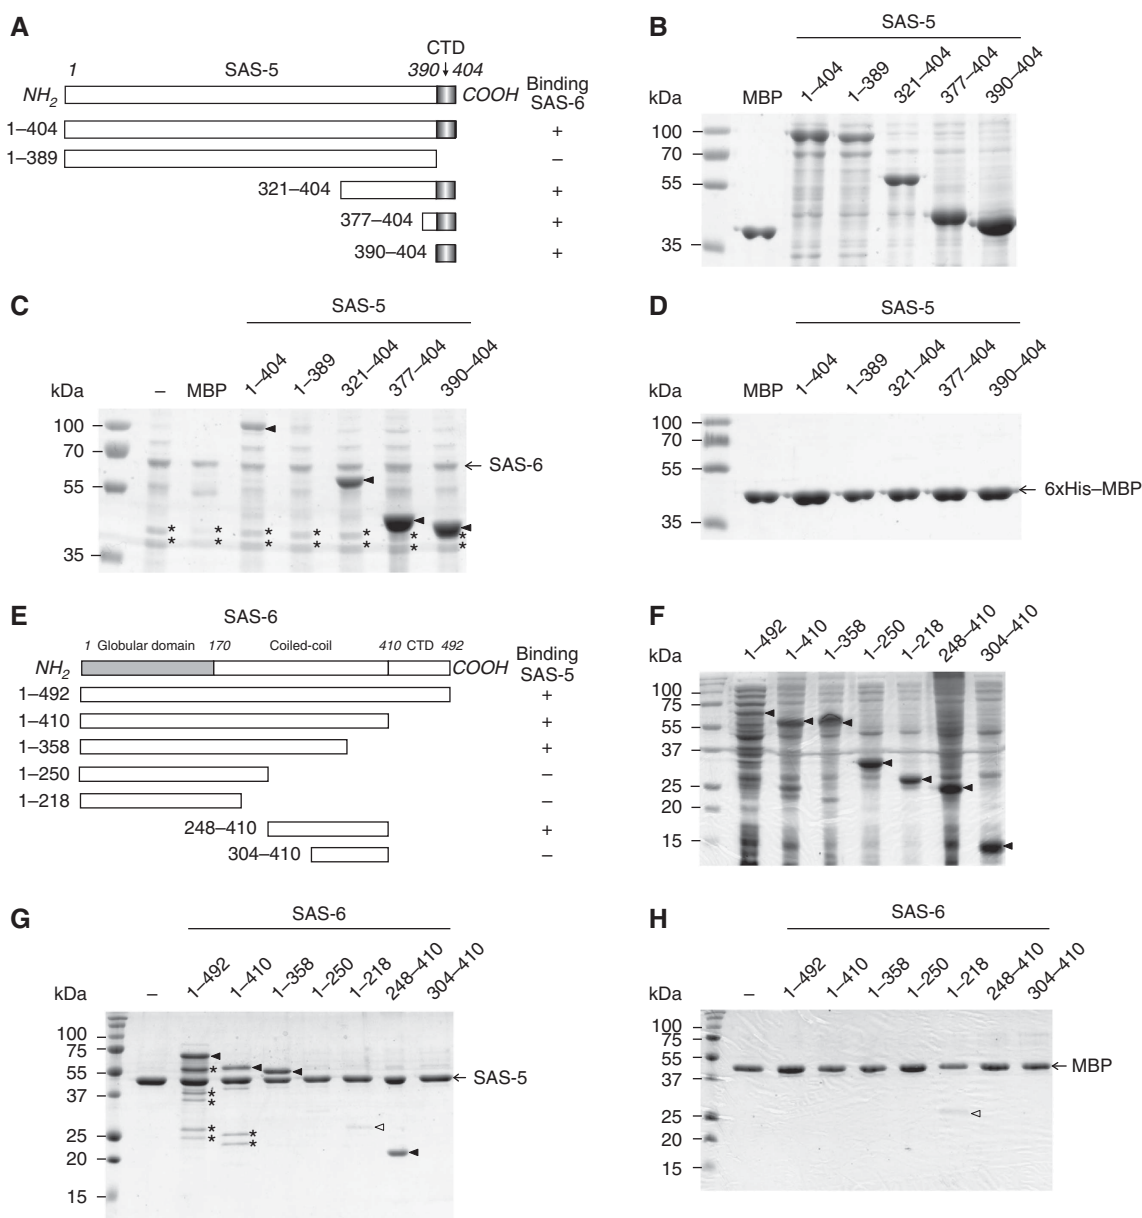 A
CTD
1 SAS-5 390 404
NH2 COOH Binding SAS-6
1–404 +
1–389 –
321–404 +
377–404 +
390–404 +
B
SAS-5
kDa MBP 1–404 1–389 321–404 377–404 390–404
100
70
55
35
C
SAS-5
kDa – MBP 1–404 1–389 321–404 377–404 390–404
100
70
SAS-6
55
* * * * * * *
* * * * * * *
35
D
SAS-5
kDa MBP 1–404 1–389 321–404 377–404 390–404
100
70
55
6xHis–MBP
35
E
SAS-6
1 Globular domain 170 Coiled-coil 410 CTD 492
NH2 COOH Binding SAS-5
1–492 +
1–410 +
1–358 +
1–250 –
1–218 –
248–410 +
304–410 –
F
kDa 1–492 1–410 1–358 1–250 1–218 248–410 304–410
100
75
55
37
25
20
15
G
SAS-6
kDa – 1–492 1–410 1–358 1–250 1–218 248–410 304–410
100
75
*
55
SAS-5
37 *
*
25 * *
* *
20
15
H
SAS-6
kDa – 1–492 1–410 1–358 1–250 1–218 248–410 304–410
100
75
55 MBP
37
25
20
15